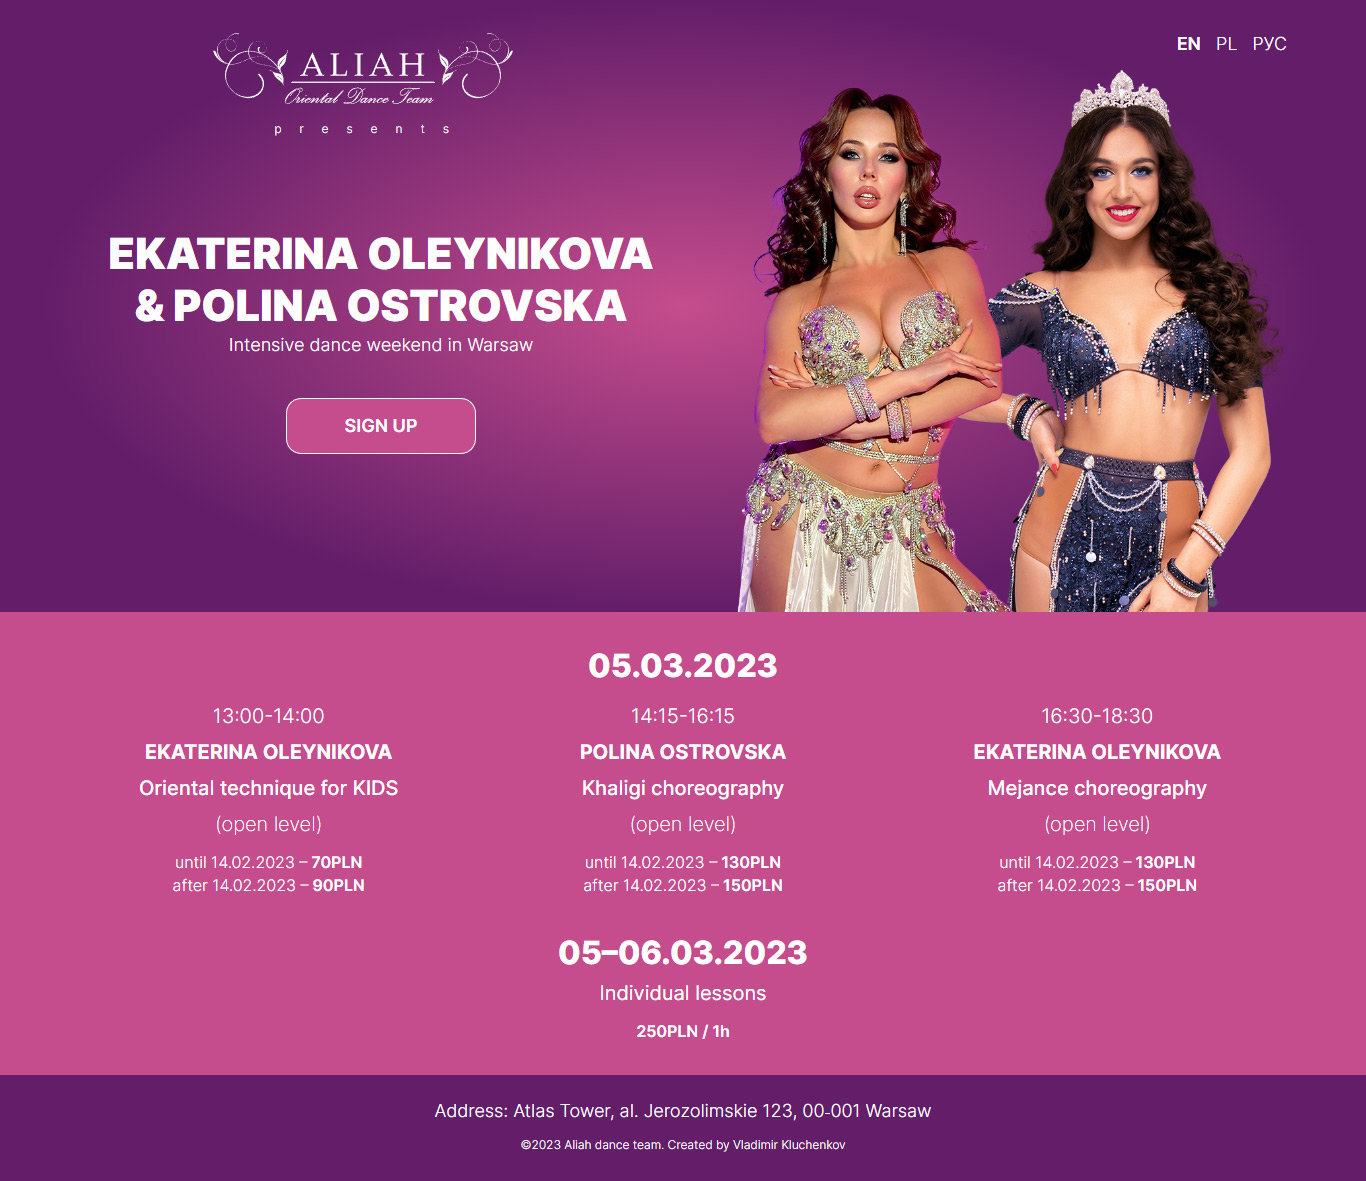 ALIAH
Oriental Dance Team
presents
EN PL РУС
EKATERINA OLEYNIKOVA
& POLINA OSTROVSKA
Intensive dance weekend in Warsaw
SIGN UP
05.03.2023
13:00-14:00
EKATERINA OLEYNIKOVA
Oriental technique for KIDS
(open level)
until 14.02.2023 – 70PLN
after 14.02.2023 – 90PLN
14:15-16:15
POLINA OSTROVSKA
Khaligi choreography
(open level)
until 14.02.2023 – 130PLN
after 14.02.2023 – 150PLN
16:30-18:30
EKATERINA OLEYNIKOVA
Mejance choreography
(open level)
until 14.02.2023 – 130PLN
after 14.02.2023 – 150PLN
05–06.03.2023
Individual lessons
250PLN / 1h
Address: Atlas Tower, al. Jerozolimskie 123, 00-001 Warsaw
©2023 Aliah dance team. Created by Vladimir Kluchenkov